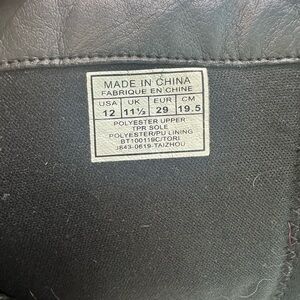 MADE IN CHINA
FABRIQUE EN CHINE
USA UK EUR CM
12 11½ 29 19.5
POLYESTER UPPER
TPR SOLE
POLYESTER/PU LINING
BT100119C/TORI
J843-0619-TAIZHOU